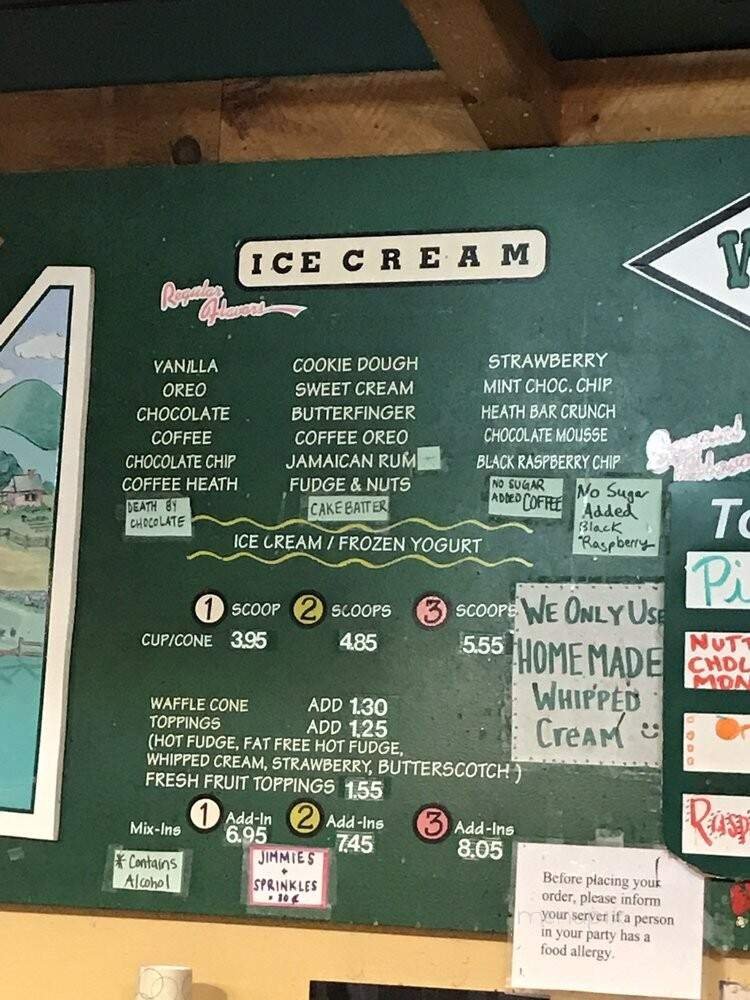 ICE CREAM
Regular
Flavors
VANILLA
OREO
CHOCOLATE
COFFEE
CHOCOLATE CHIP
COFFEE HEATH
DEATH BY
CHOCOLATE
COOKIE DOUGH
SWEET CREAM
BUTTERFINGER
COFFEE OREO
JAMAICAN RUM
FUDGE & NUTS
CAKE BATTER
STRAWBERRY
MINT CHOC. CHIP
HEATH BAR CRUNCH
CHOCOLATE MOUSSE
BLACK RASPBERRY CHIP
NO SUGAR
ADDED COFFEE
No Sugar
Added
Black
Raspberry
ICE CREAM / FROZEN YOGURT
1 SCOOP 2 SCOOPS 3 SCOOPS
CUP/CONE 3.95 4.85 5.55
WE ONLY USE
HOMEMADE
WHIPPED
CREAM
WAFFLE CONE ADD 1.30
TOPPINGS ADD 1.25
(HOT FUDGE, FAT FREE HOT FUDGE,
WHIPPED CREAM, STRAWBERRY, BUTTERSCOTCH )
FRESH FRUIT TOPPINGS 1.55
Mix-Ins 1 Add-In 2 Add-Ins 3 Add-Ins
6.95 7.45 8.05
* Contains
Alcohol
JIMMIES
+
SPRINKLES
Before placing your
order, please inform
your server if a person
in your party has a
food allergy.